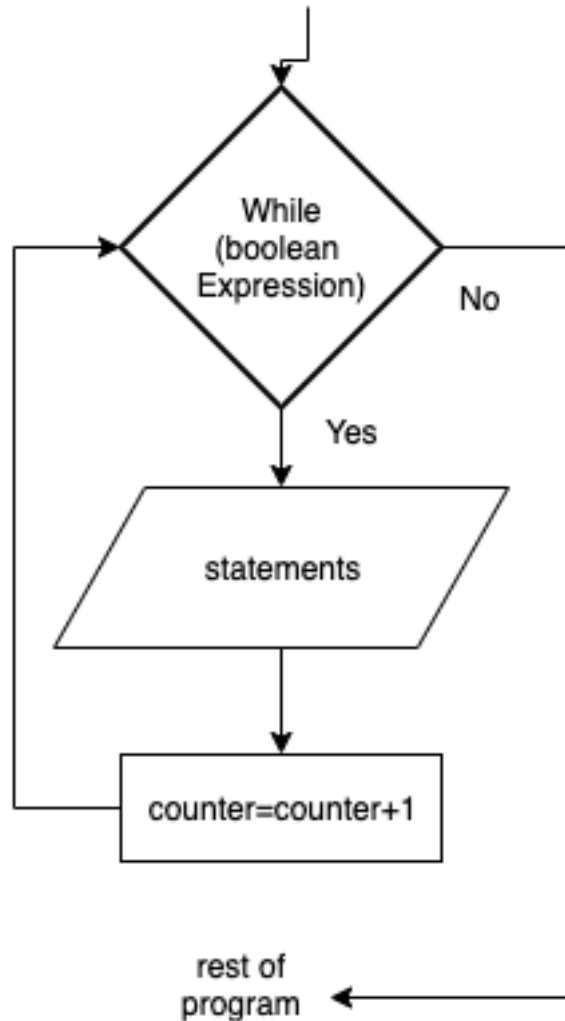 While
(boolean
Expression)
No
Yes
statements
counter=counter+1
rest of
program